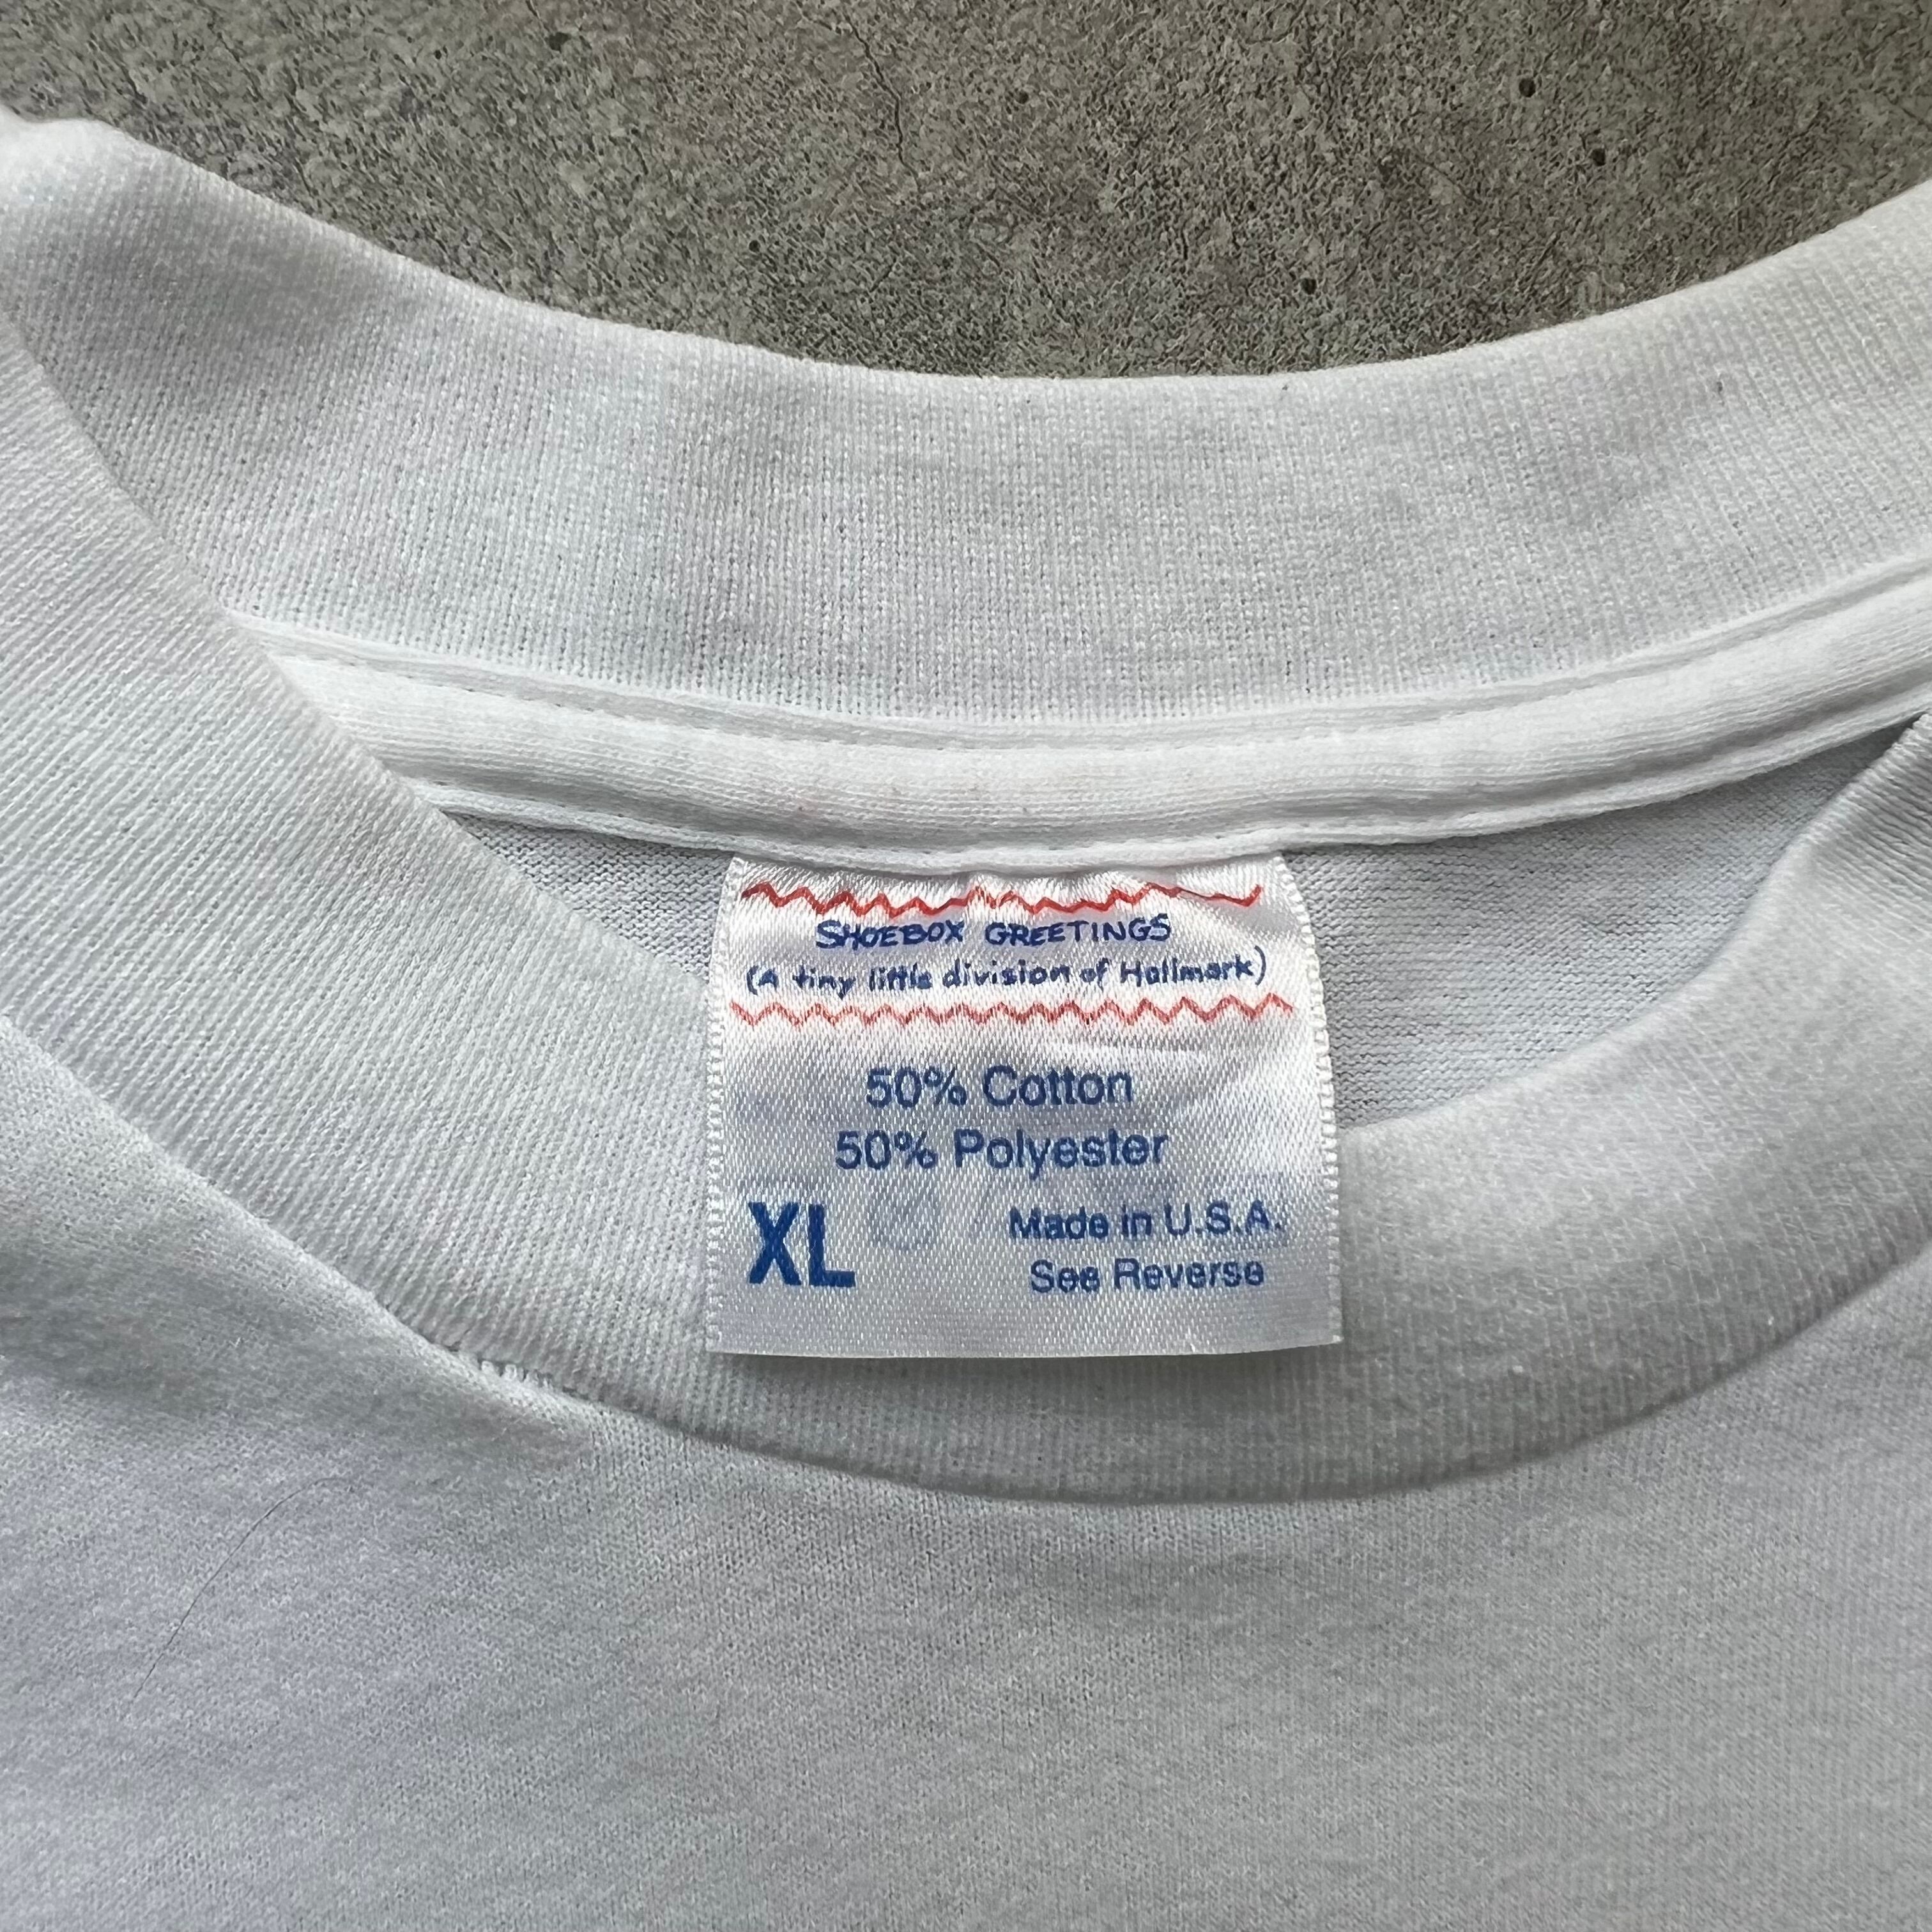 SHOEBOX GREETINGS
(A tiny little division of Hallmark)
50% Cotton
50% Polyester
XL
Made in U.S.A.
See Reverse